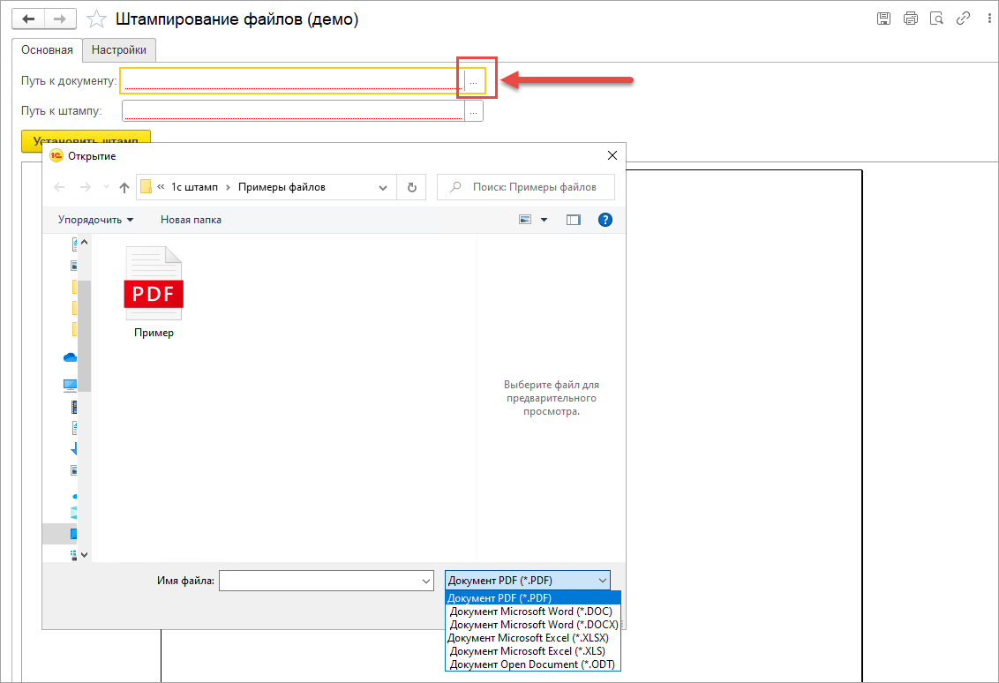 Штампирование файлов (демо)
Основная
Настройки
Путь к документу:
...
Путь к штампу:
...
Установить штамп
1С Открытие
« 1с штамп › Примеры файлов
Поиск: Примеры файлов
Упорядочить
Новая папка
?
PDF
Пример
Выберите файл для
предварительного
просмотра.
Имя файла:
Документ PDF (*.PDF)
Документ PDF (*.PDF)
Документ Microsoft Word (*.DOC)
Документ Microsoft Word (*.DOCX)
Документ Microsoft Excel (*.XLSX)
Документ Microsoft Excel (*.XLS)
Документ Open Document (*.ODT)